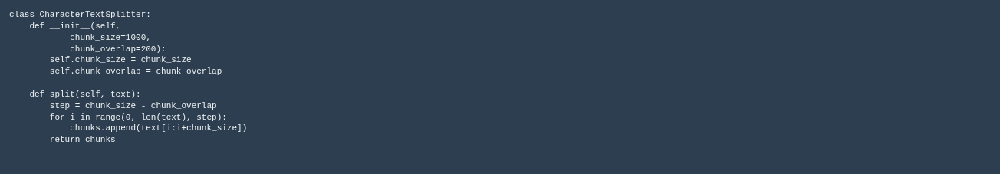 class CharacterTextSplitter:
    def __init__(self,
            chunk_size=1000,
            chunk_overlap=200):
        self.chunk_size = chunk_size
        self.chunk_overlap = chunk_overlap

    def split(self, text):
        step = chunk_size - chunk_overlap
        for i in range(0, len(text), step):
            chunks.append(text[i:i+chunk_size])
        return chunks